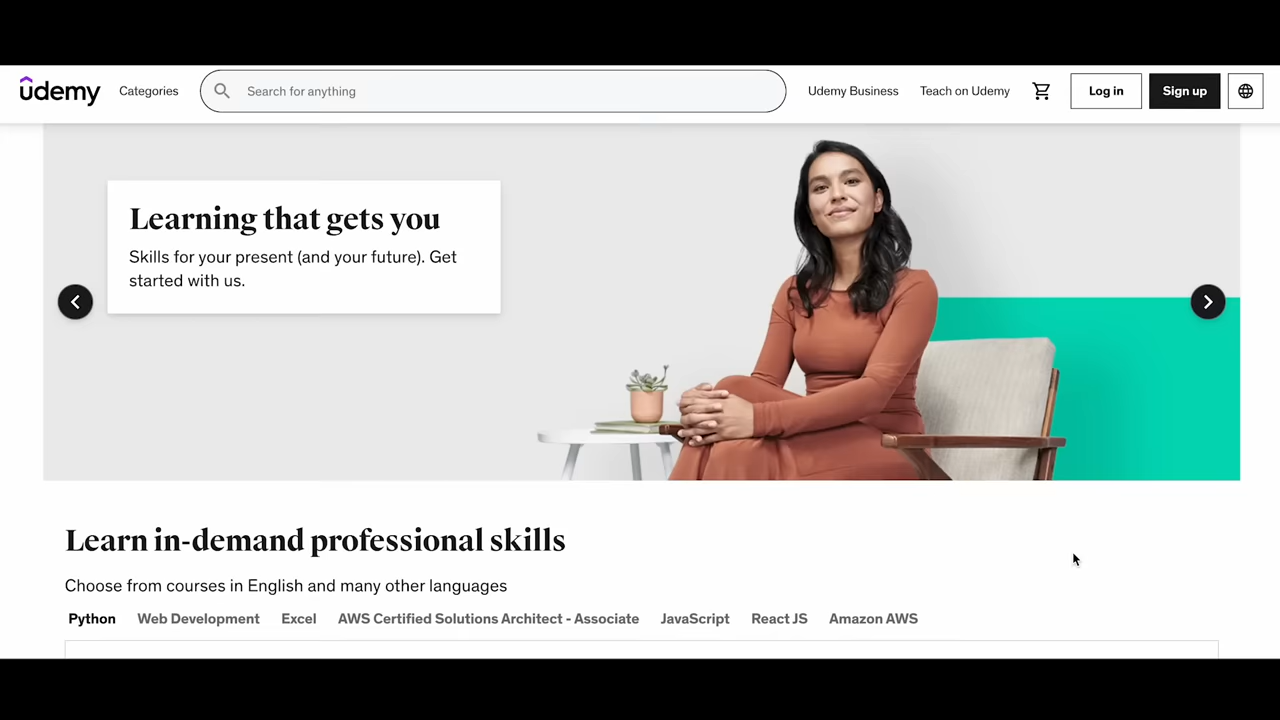 udemy Categories Search for anything Udemy Business Teach on Udemy Log in Sign up
Learning that gets you
Skills for your present (and your future). Get
started with us.
Learn in-demand professional skills
Choose from courses in English and many other languages
Python Web Development Excel AWS Certified Solutions Architect - Associate JavaScript React JS Amazon AWS